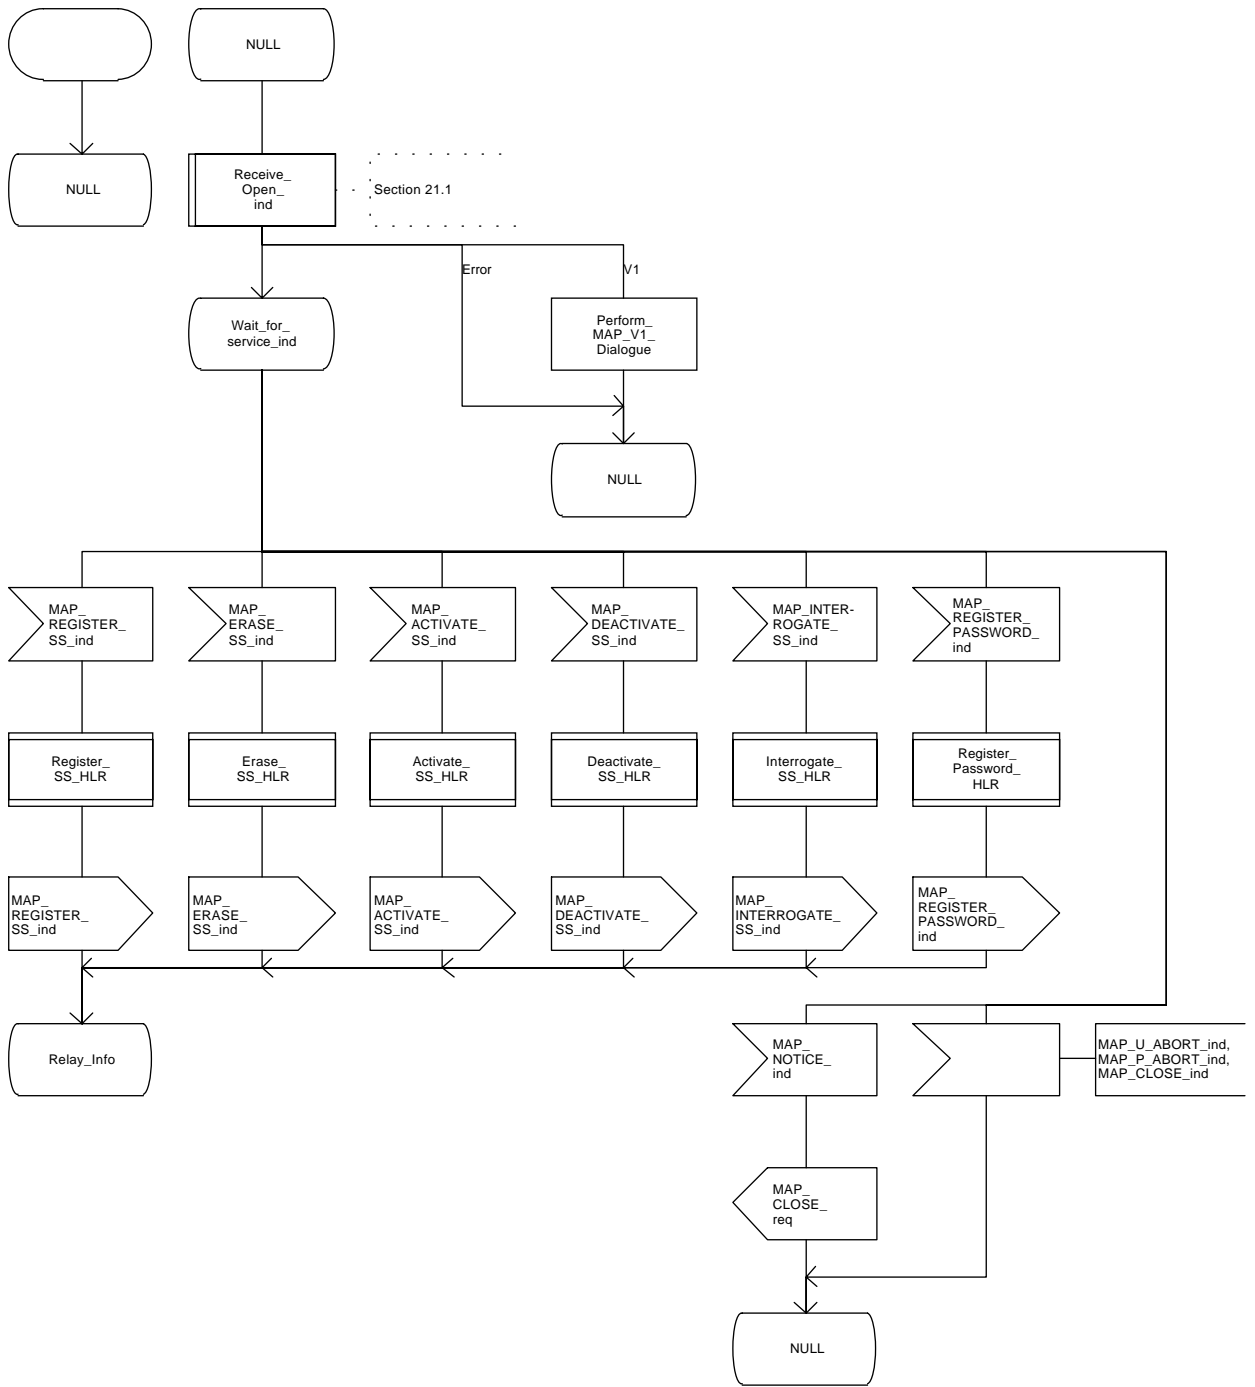 NULL
NULL
Receive_
Open_
ind
Section 21.1
Error
V1
Wait_for_
service_ind
Perform_
MAP_V1_
Dialogue
NULL
MAP_
REGISTER_
SS_ind
MAP_
ERASE_
SS_ind
MAP_
ACTIVATE_
SS_ind
MAP_
DEACTIVATE_
SS_ind
MAP_INTER-
ROGATE_
SS_ind
MAP_
REGISTER_
PASSWORD_
ind
Register_
SS_HLR
Erase_
SS_HLR
Activate_
SS_HLR
Deactivate_
SS_HLR
Interrogate_
SS_HLR
Register_
Password_
HLR
MAP_
REGISTER_
SS_ind
MAP_
ERASE_
SS_ind
MAP_
ACTIVATE_
SS_ind
MAP_
DEACTIVATE_
SS_ind
MAP_
INTERROGATE_
SS_ind
MAP_
REGISTER_
PASSWORD_
ind
Relay_Info
MAP_
NOTICE_
ind
MAP_U_ABORT_ind,
MAP_P_ABORT_ind,
MAP_CLOSE_ind
MAP_
CLOSE_
req
NULL